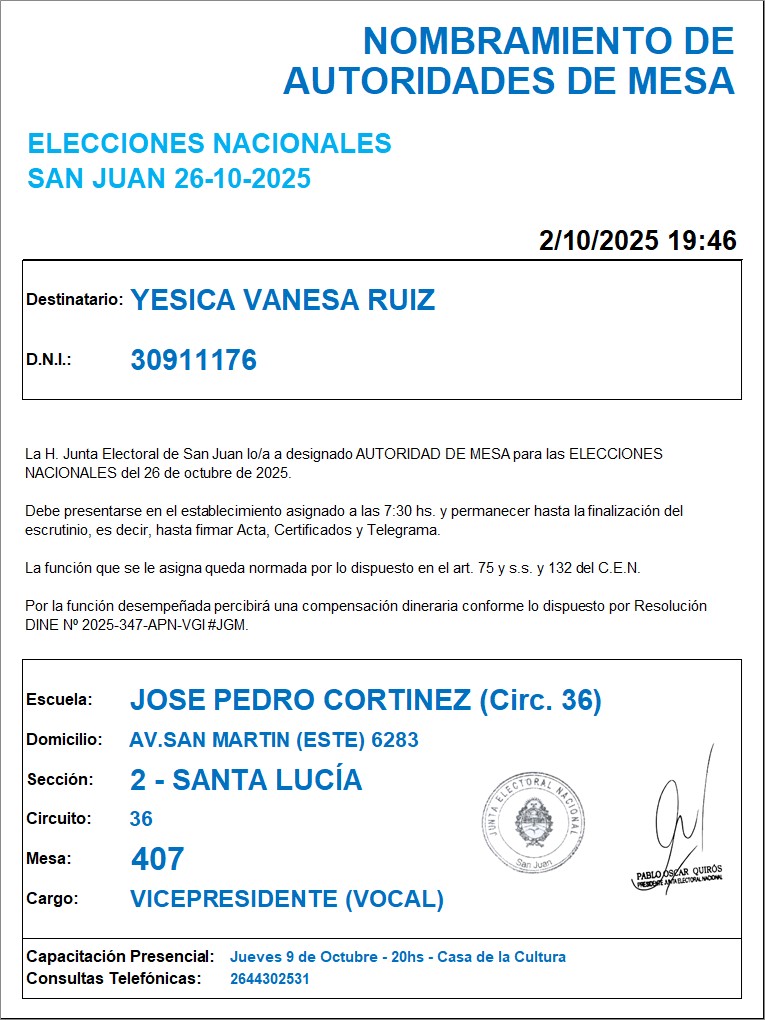 NOMBRAMIENTO DE
AUTORIDADES DE MESA
ELECCIONES NACIONALES
SAN JUAN 26-10-2025
2/10/2025 19:46
Destinatario: YESICA VANESA RUIZ
D.N.I.: 30911176
La H. Junta Electoral de San Juan lo/a a designado AUTORIDAD DE MESA para las ELECCIONES
NACIONALES del 26 de octubre de 2025.
Debe presentarse en el establecimiento asignado a las 7:30 hs. y permanecer hasta la finalización del
escrutinio, es decir, hasta firmar Acta, Certificados y Telegrama.
La función que se le asigna queda normada por lo dispuesto en el art. 75 y s.s. y 132 del C.E.N.
Por la función desempeñada percibirá una compensación dineraria conforme lo dispuesto por Resolución
DINE Nº 2025-347-APN-VGI#JGM.
Escuela: JOSE PEDRO CORTINEZ (Circ. 36)
Domicilio: AV.SAN MARTIN (ESTE) 6283
Sección: 2 - SANTA LUCÍA
Circuito: 36
Mesa: 407
Cargo: VICEPRESIDENTE (VOCAL)
JUNTA ELECTORAL NACIONAL
San Juan
PABLO OSCAR QUIRÓS
PRESIDENTE JUNTA ELECTORAL NACIONAL
Capacitación Presencial: Jueves 9 de Octubre - 20hs - Casa de la Cultura
Consultas Telefónicas: 2644302531